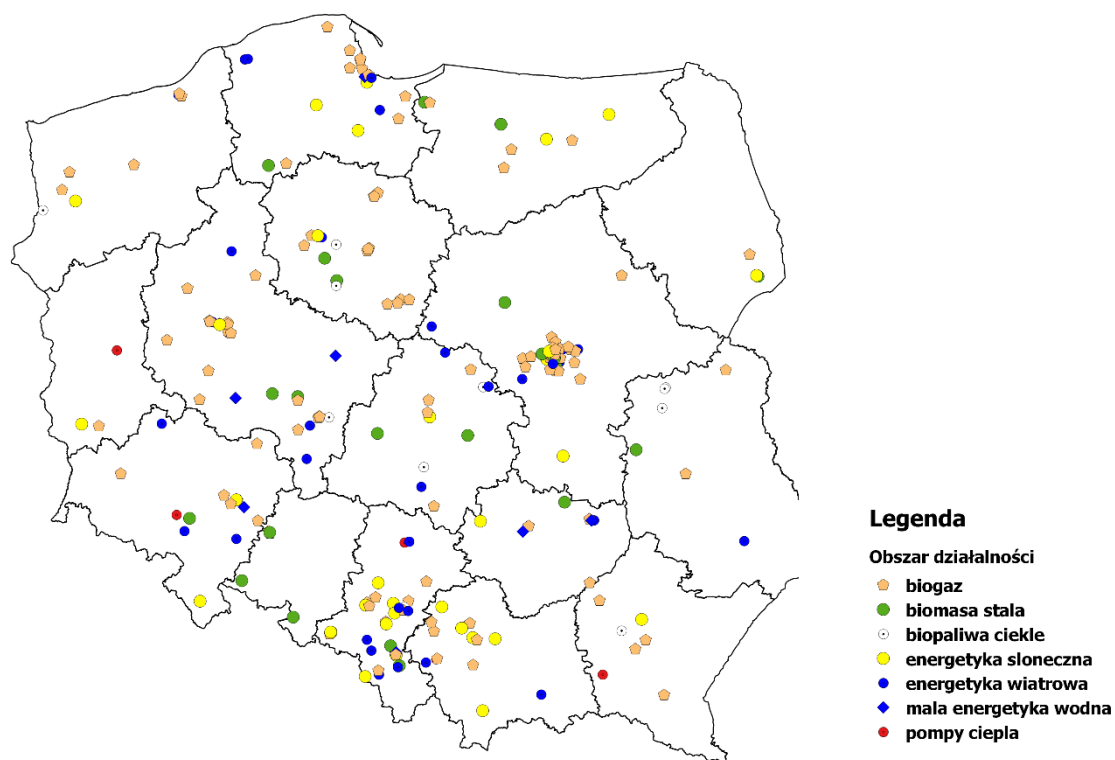 Legenda
Obszar działalności
biogaz
biomasa stala
biopaliwa ciekle
energetyka sloneczna
energetyka wiatrowa
mala energetyka wodna
pompy ciepla